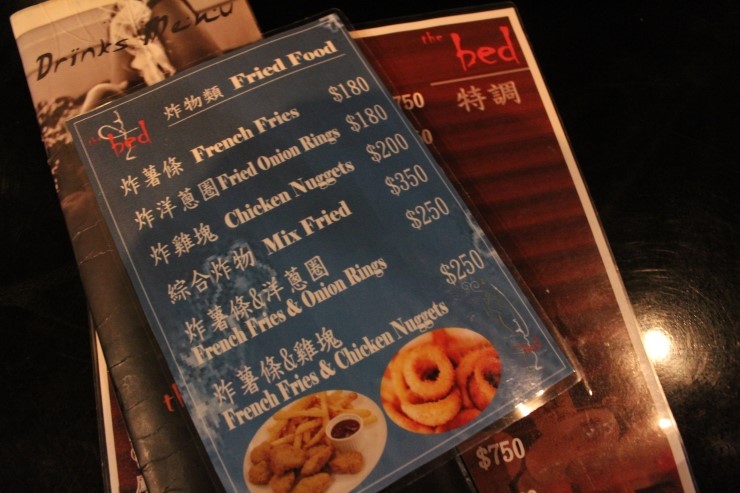 Drinks Menu
the bed
炸物類 Fried Food
炸薯條 French Fries $180
炸洋蔥圈 Fried Onion Rings $180
炸雞塊 Chicken Nuggets $200
綜合炸物 Mix Fried $350
炸薯條&洋蔥圈 $250
French Fries & Onion Rings
炸薯條&雞塊 $250
French Fries & Chicken Nuggets
the bed
特調
750
$750